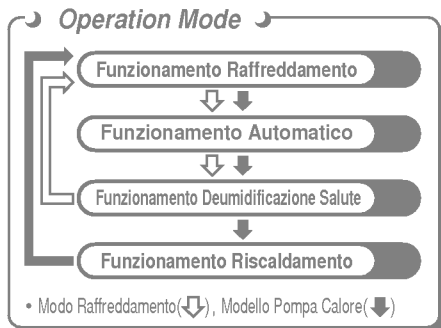 Operation Mode
Funzionamento Raffreddamento
Funzionamento Automatico
Funzionamento Deumidificazione Salute
Funzionamento Riscaldamento
• Modo Raffreddamento(⇩), Modello Pompa Calore(🡇)